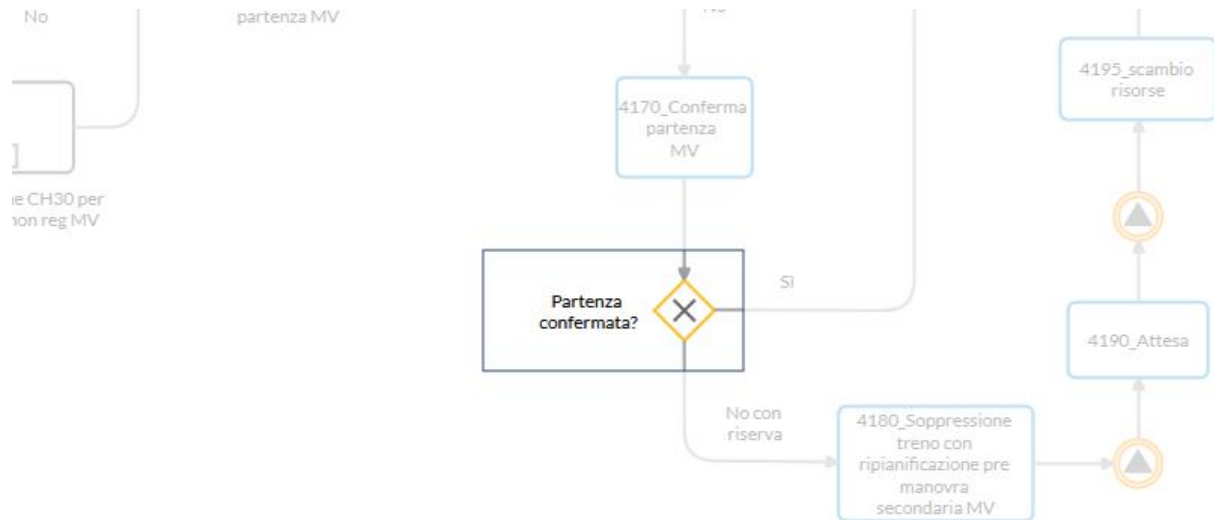 No
partenza MV
No
4195_scambio
risorse
4170_Conferma
partenza
MV
CH30 per
non reg MV
Partenza
confermata?
Sì
4190_Attesa
No con
riserva
4180_Soppressione
treno con
ripianificazione pre
manovra
secondaria MV